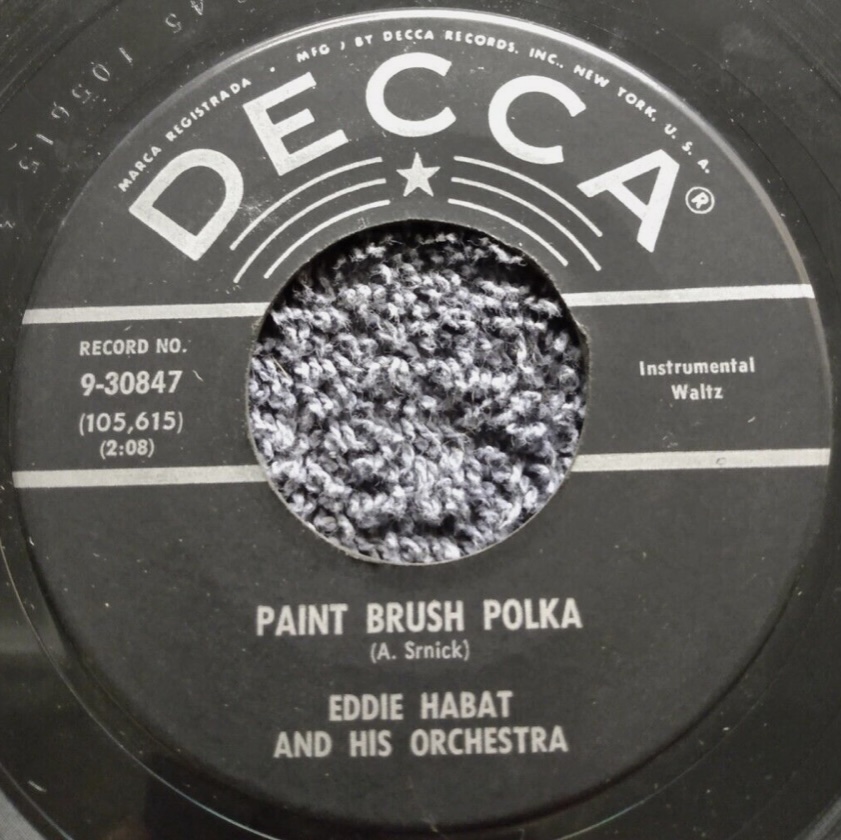 MARCA REGISTRADA • MFG'D BY DECCA RECORDS, INC., NEW YORK, U. S. A.
DECCA®
RECORD NO.
9-30847
(105,615)
(2:08)
Instrumental
Waltz
PAINT BRUSH POLKA
(A. Srnick)
EDDIE HABAT
AND HIS ORCHESTRA